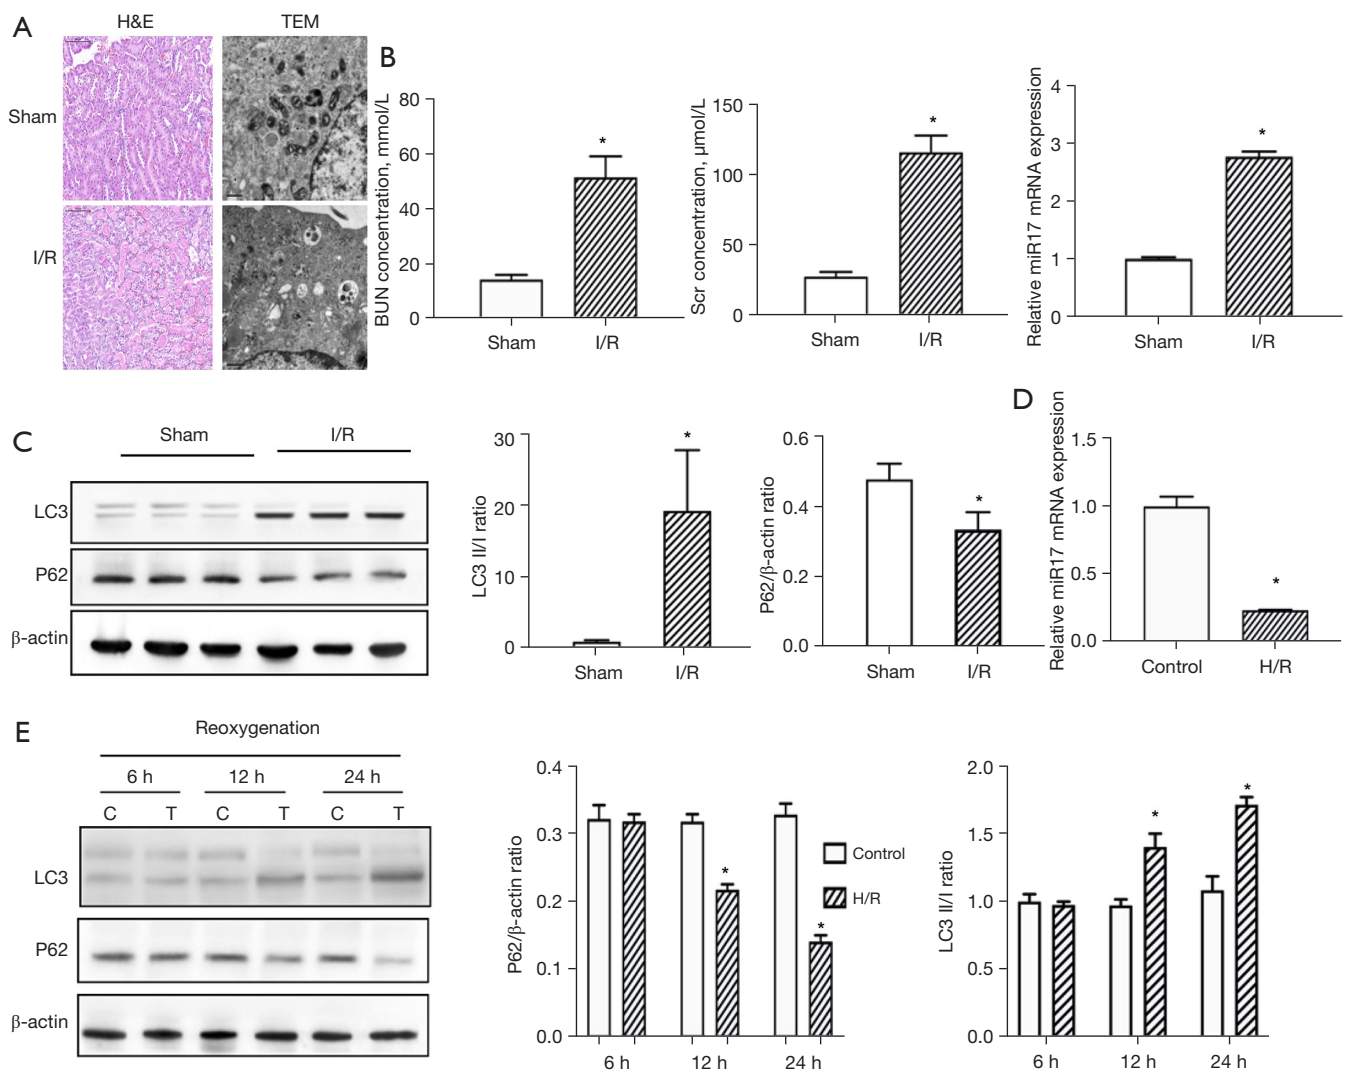 A
H&E
TEM
Sham
I/R
B
BUN concentration, mmol/L
80
60
40
20
0
Sham
I/R
*
Scr concentration, μmol/L
150
100
50
0
Sham
I/R
*
Relative miR17 mRNA expression
4
3
2
1
0
Sham
I/R
*
C
Sham
I/R
LC3
P62
β-actin
LC3 II/I ratio
30
20
10
0
Sham
I/R
*
P62/β-actin ratio
0.6
0.4
0.2
0.0
Sham
I/R
*
D
Relative miR17 mRNA expression
1.5
1.0
0.5
0.0
Control
H/R
*
E
Reoxygenation
6 h
12 h
24 h
C T C T C T
LC3
P62
β-actin
P62/β-actin ratio
0.4
0.3
0.2
0.1
0.0
6 h
12 h
24 h
*
*
Control
H/R
LC3 II/I ratio
2.0
1.5
1.0
0.5
0.0
6 h
12 h
24 h
*
*